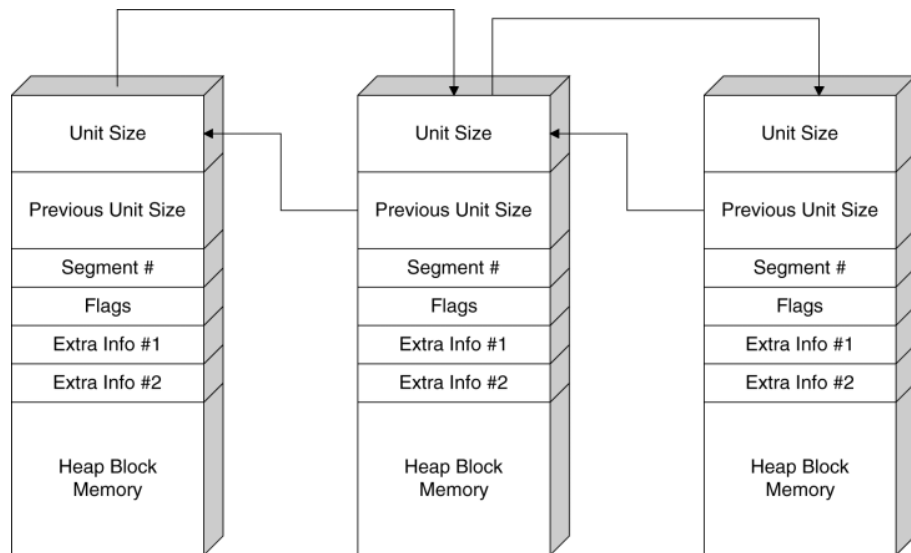 Unit Size
Previous Unit Size
Segment #
Flags
Extra Info #1
Extra Info #2
Heap Block
Memory
Unit Size
Previous Unit Size
Segment #
Flags
Extra Info #1
Extra Info #2
Heap Block
Memory
Unit Size
Previous Unit Size
Segment #
Flags
Extra Info #1
Extra Info #2
Heap Block
Memory